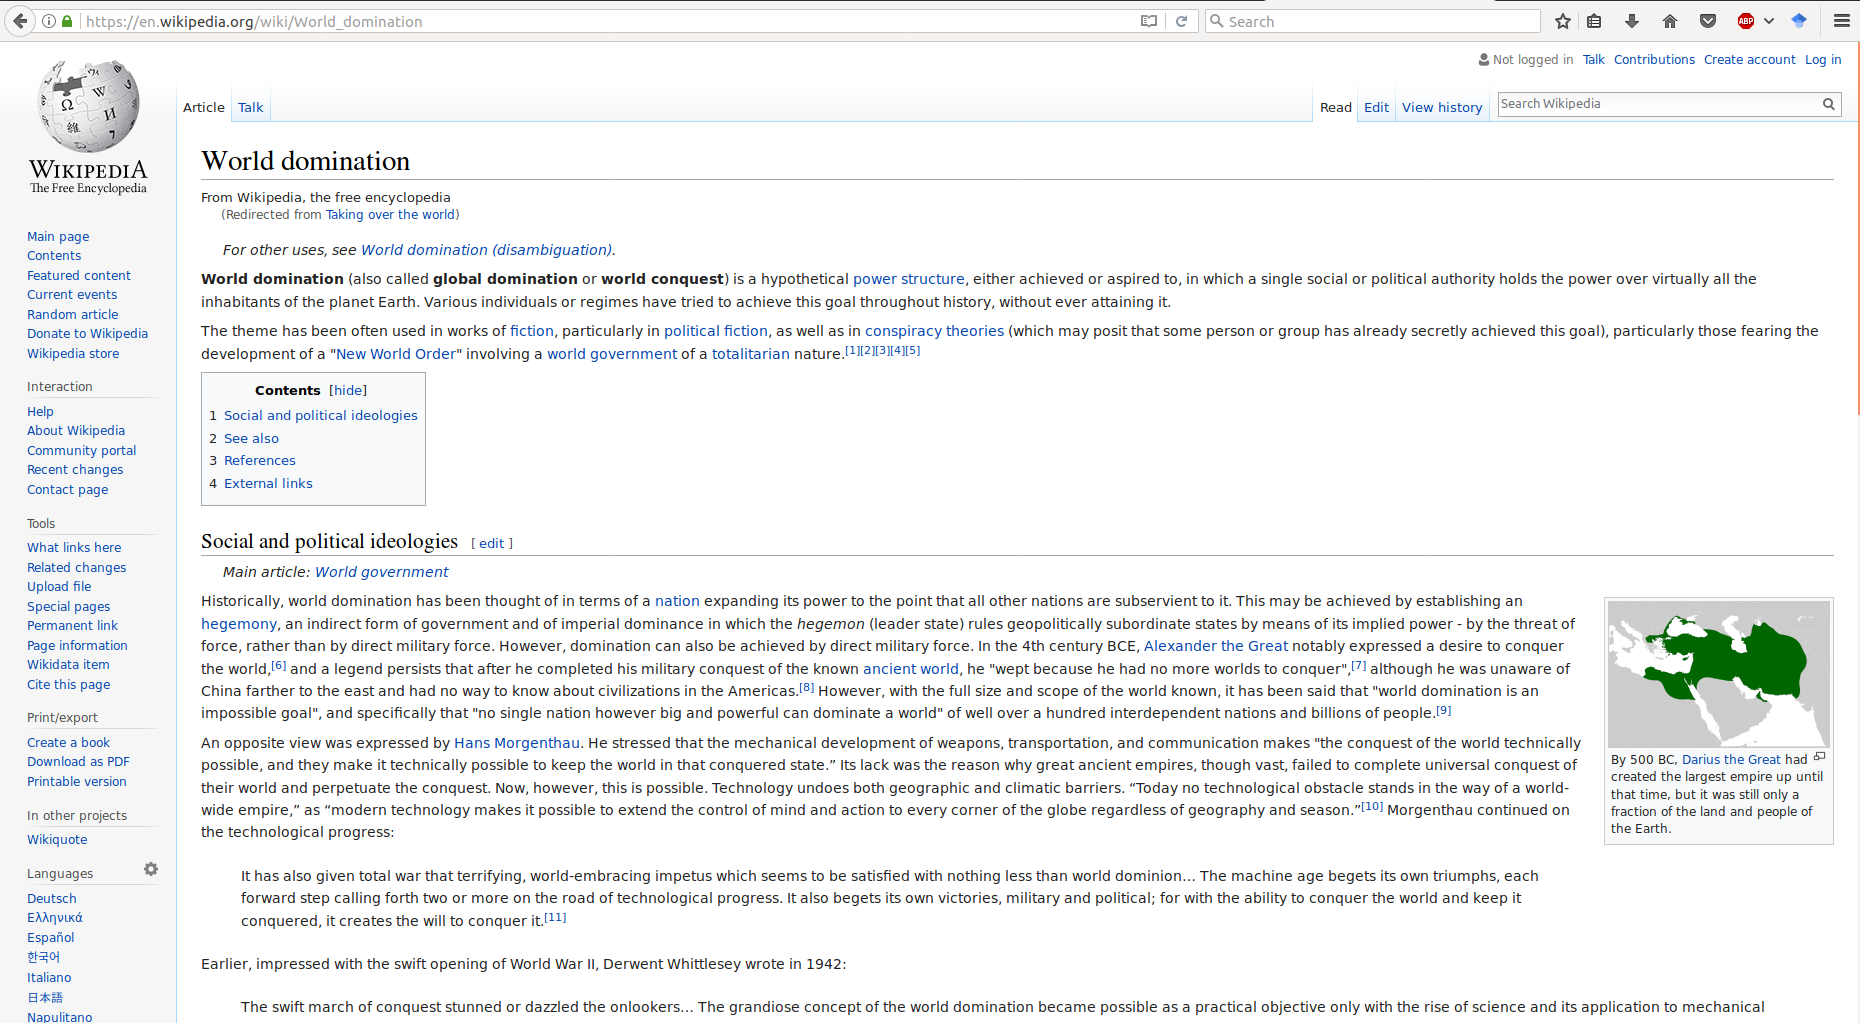 https://en.wikipedia.org/wiki/World_domination
Search
ABP
Not logged in Talk Contributions Create account Log in
Article Talk
Read Edit View history
Search Wikipedia
WIKIPEDIA
The Free Encyclopedia
Main page
Contents
Featured content
Current events
Random article
Donate to Wikipedia
Wikipedia store
Interaction
Help
About Wikipedia
Community portal
Recent changes
Contact page
Tools
What links here
Related changes
Upload file
Special pages
Permanent link
Page information
Wikidata item
Cite this page
Print/export
Create a book
Download as PDF
Printable version
In other projects
Wikiquote
Languages
Deutsch
Ελληνικά
Español
한국어
Italiano
日本語
Napulitano
World domination
From Wikipedia, the free encyclopedia
(Redirected from Taking over the world)
For other uses, see World domination (disambiguation).
World domination (also called global domination or world conquest) is a hypothetical power structure, either achieved or aspired to, in which a single social or political authority holds the power over virtually all the
inhabitants of the planet Earth. Various individuals or regimes have tried to achieve this goal throughout history, without ever attaining it.
The theme has been often used in works of fiction, particularly in political fiction, as well as in conspiracy theories (which may posit that some person or group has already secretly achieved this goal), particularly those fearing the
development of a "New World Order" involving a world government of a totalitarian nature.[1][2][3][4][5]
Contents [hide]
1 Social and political ideologies
2 See also
3 References
4 External links
Social and political ideologies [ edit ]
Main article: World government
Historically, world domination has been thought of in terms of a nation expanding its power to the point that all other nations are subservient to it. This may be achieved by establishing an
hegemony, an indirect form of government and of imperial dominance in which the hegemon (leader state) rules geopolitically subordinate states by means of its implied power - by the threat of
force, rather than by direct military force. However, domination can also be achieved by direct military force. In the 4th century BCE, Alexander the Great notably expressed a desire to conquer
the world,[6] and a legend persists that after he completed his military conquest of the known ancient world, he "wept because he had no more worlds to conquer",[7] although he was unaware of
China farther to the east and had no way to know about civilizations in the Americas.[8] However, with the full size and scope of the world known, it has been said that "world domination is an
impossible goal", and specifically that "no single nation however big and powerful can dominate a world" of well over a hundred interdependent nations and billions of people.[9]
An opposite view was expressed by Hans Morgenthau. He stressed that the mechanical development of weapons, transportation, and communication makes "the conquest of the world technically
possible, and they make it technically possible to keep the world in that conquered state.” Its lack was the reason why great ancient empires, though vast, failed to complete universal conquest of
their world and perpetuate the conquest. Now, however, this is possible. Technology undoes both geographic and climatic barriers. “Today no technological obstacle stands in the way of a world-
wide empire,” as “modern technology makes it possible to extend the control of mind and action to every corner of the globe regardless of geography and season.”[10] Morgenthau continued on
the technological progress:
It has also given total war that terrifying, world-embracing impetus which seems to be satisfied with nothing less than world dominion… The machine age begets its own triumphs, each
forward step calling forth two or more on the road of technological progress. It also begets its own victories, military and political; for with the ability to conquer the world and keep it
conquered, it creates the will to conquer it.[11]
Earlier, impressed with the swift opening of World War II, Derwent Whittlesey wrote in 1942:
The swift march of conquest stunned or dazzled the onlookers… The grandiose concept of the world domination became possible as a practical objective only with the rise of science and its application to mechanical
By 500 BC, Darius the Great had
created the largest empire up until
that time, but it was still only a
fraction of the land and people of
the Earth.